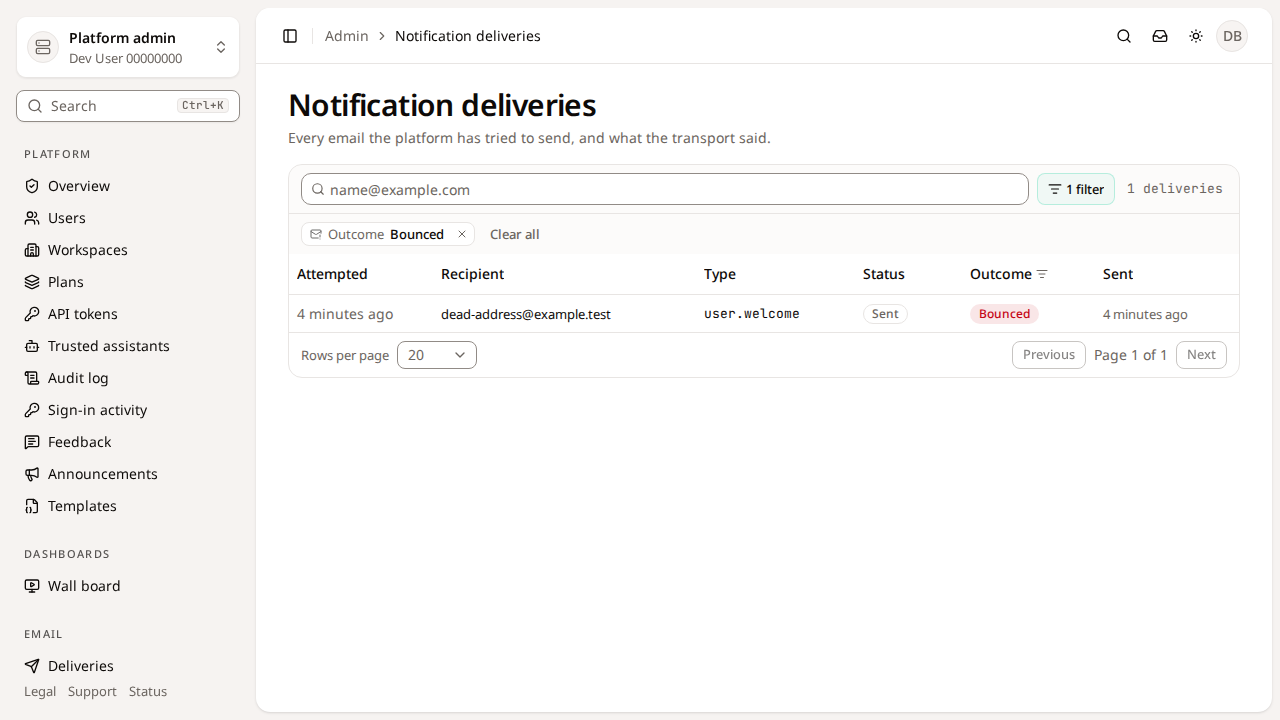 Platform admin
Dev User 00000000
Search
Ctrl+K
PLATFORM
Overview
Users
Workspaces
Plans
API tokens
Trusted assistants
Audit log
Sign-in activity
Feedback
Announcements
Templates
DASHBOARDS
Wall board
EMAIL
Deliveries
Legal Support Status
Admin > Notification deliveries
DB
Notification deliveries
Every email the platform has tried to send, and what the transport said.
name@example.com
1 filter
1 deliveries
Outcome Bounced
Clear all
Attempted Recipient Type Status Outcome Sent
4 minutes ago dead-address@example.test user.welcome Sent Bounced 4 minutes ago
Rows per page 20
Previous Page 1 of 1 Next